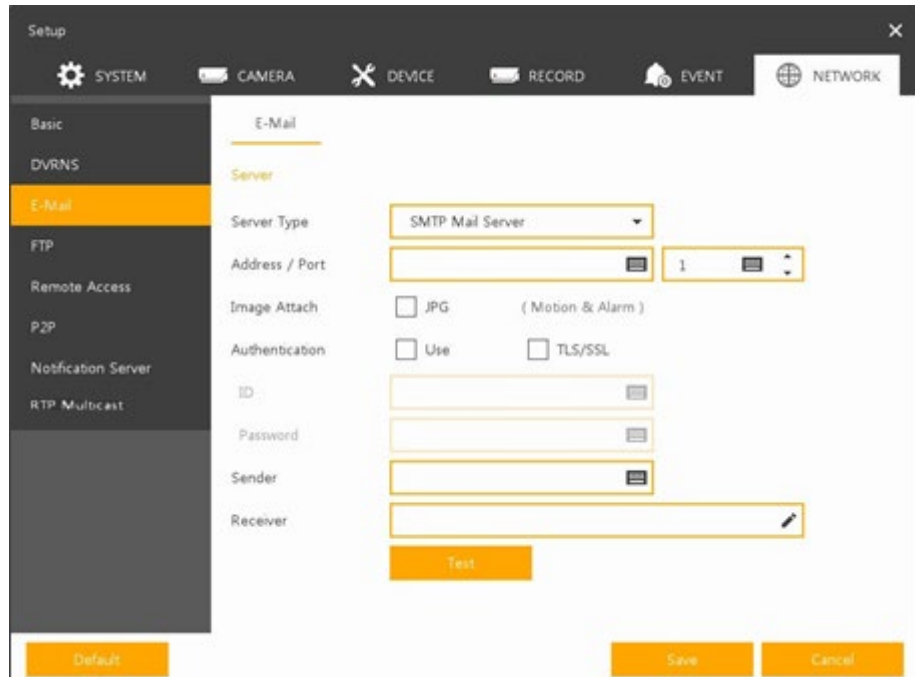 Setup
SYSTEM CAMERA DEVICE RECORD EVENT NETWORK
Basic
DVRNS
E-Mail
FTP
Remote Access
P2P
Notification Server
RTP Multicast
E-Mail
Server
Server Type SMTP Mail Server
Address / Port 1
Image Attach JPG ( Motion & Alarm )
Authentication Use TLS/SSL
ID
Password
Sender
Receiver
Test
Default Save Cancel